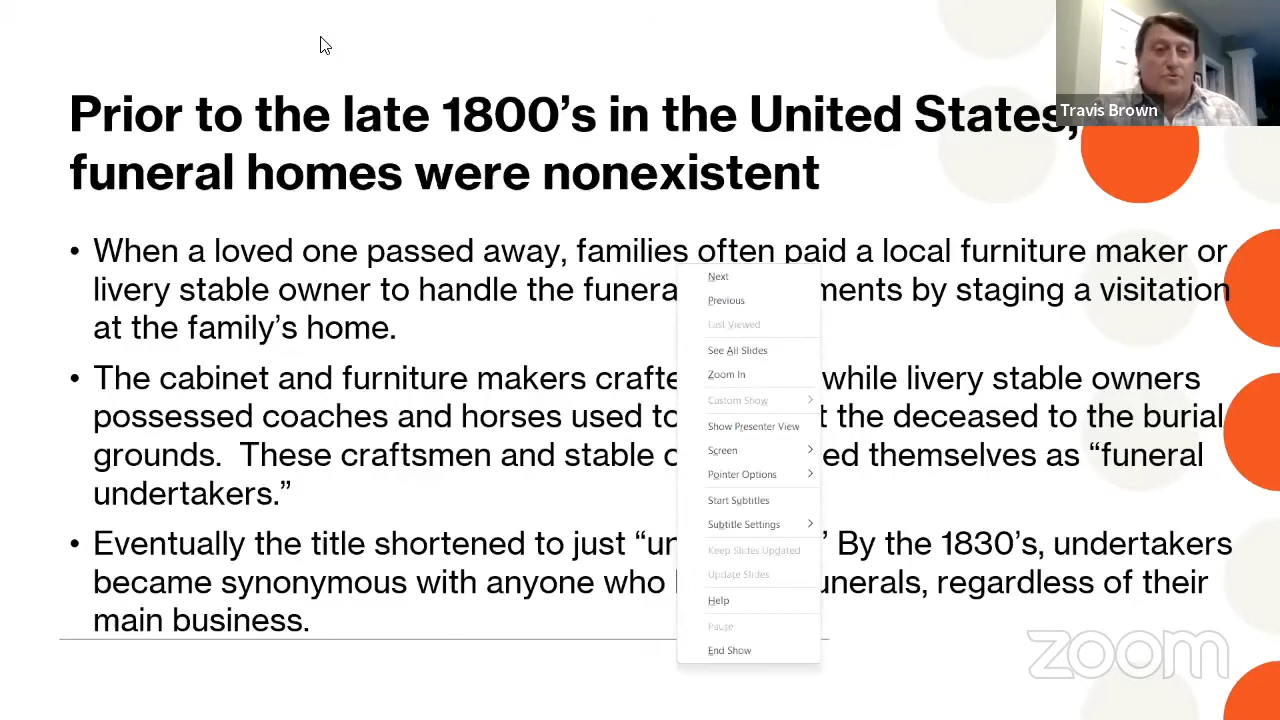 Travis Brown
Prior to the late 1800's in the United States,
funeral homes were nonexistent
• When a loved one passed away, families often paid a local furniture maker or
livery stable owner to handle the funera ments by staging a visitation
at the family's home.
• The cabinet and furniture makers crafte while livery stable owners
possessed coaches and horses used to t the deceased to the burial
grounds.  These craftsmen and stable o ed themselves as “funeral
undertakers.”
• Eventually the title shortened to just “un ” By the 1830's, undertakers
became synonymous with anyone who unerals, regardless of their
main business.
Next
Previous
Last Viewed
See All Slides
Zoom In
Custom Show
Show Presenter View
Screen
Pointer Options
Start Subtitles
Subtitle Settings
Keep Slides Updated
Update Slides
Help
Pause
End Show
zoom